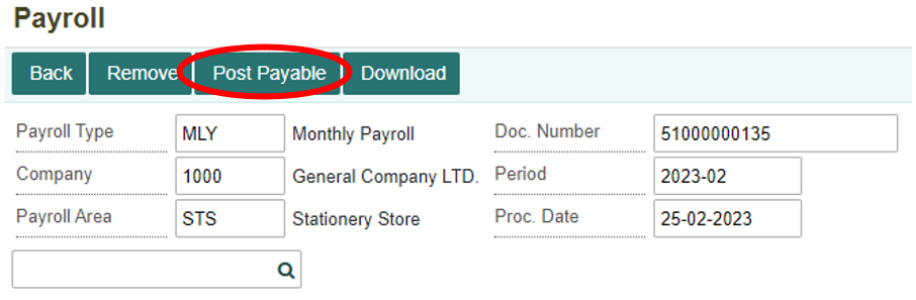 Payroll
Back Remove Post Payable Download
Payroll Type MLY Monthly Payroll Doc. Number 51000000135
Company 1000 General Company LTD. Period 2023-02
Payroll Area STS Stationery Store Proc. Date 25-02-2023